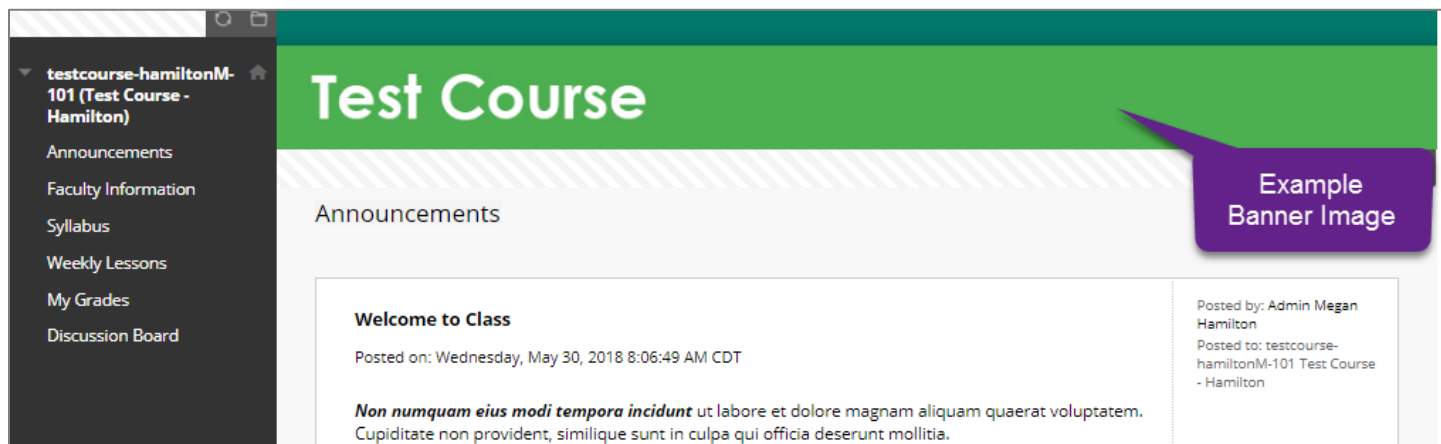 testcourse-hamiltonM-
101 (Test Course -
Hamilton)
Announcements
Faculty Information
Syllabus
Weekly Lessons
My Grades
Discussion Board
Test Course
Example
Banner Image
Announcements
Welcome to Class
Posted on: Wednesday, May 30, 2018 8:06:49 AM CDT
Non numquam eius modi tempora incidunt ut labore et dolore magnam aliquam quaerat voluptatem.
Cupiditate non provident, similique sunt in culpa qui officia deserunt mollitia.
Posted by: Admin Megan
Hamilton
Posted to: testcourse-
hamiltonM-101 Test Course
- Hamilton